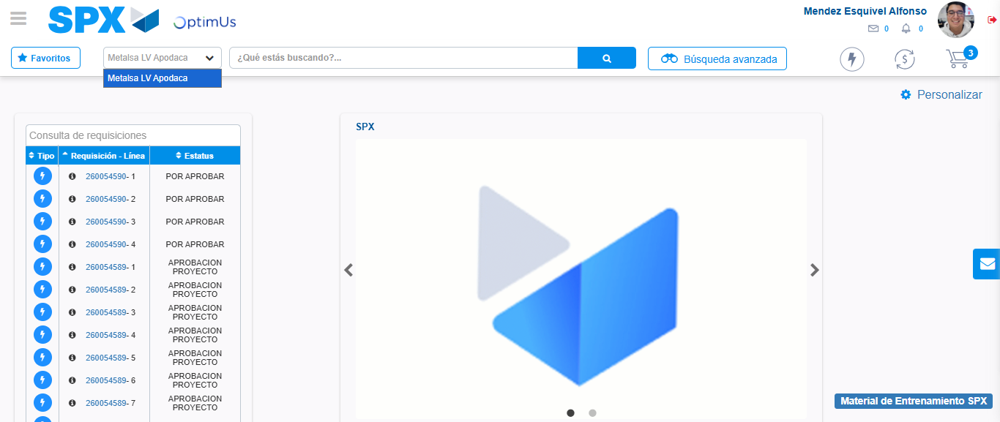 SPX
OptimUs
Mendez Esquivel Alfonso
0
0
Favoritos
Metalsa LV Apodaca
¿Qué estás buscando?...
Búsqueda avanzada
3
Metalsa LV Apodaca
Personalizar
Consulta de requisiciones
Tipo Requisición - Línea Estatus
260054590- 1 POR APROBAR
260054590- 2 POR APROBAR
260054590- 3 POR APROBAR
260054590- 4 POR APROBAR
260054589- 1 APROBACION
PROYECTO
260054589- 2 APROBACION
PROYECTO
260054589- 3 APROBACION
PROYECTO
260054589- 4 APROBACION
PROYECTO
260054589- 5 APROBACION
PROYECTO
260054589- 6 APROBACION
PROYECTO
260054589- 7 APROBACION
PROYECTO
SPX
Material de Entrenamiento SPX